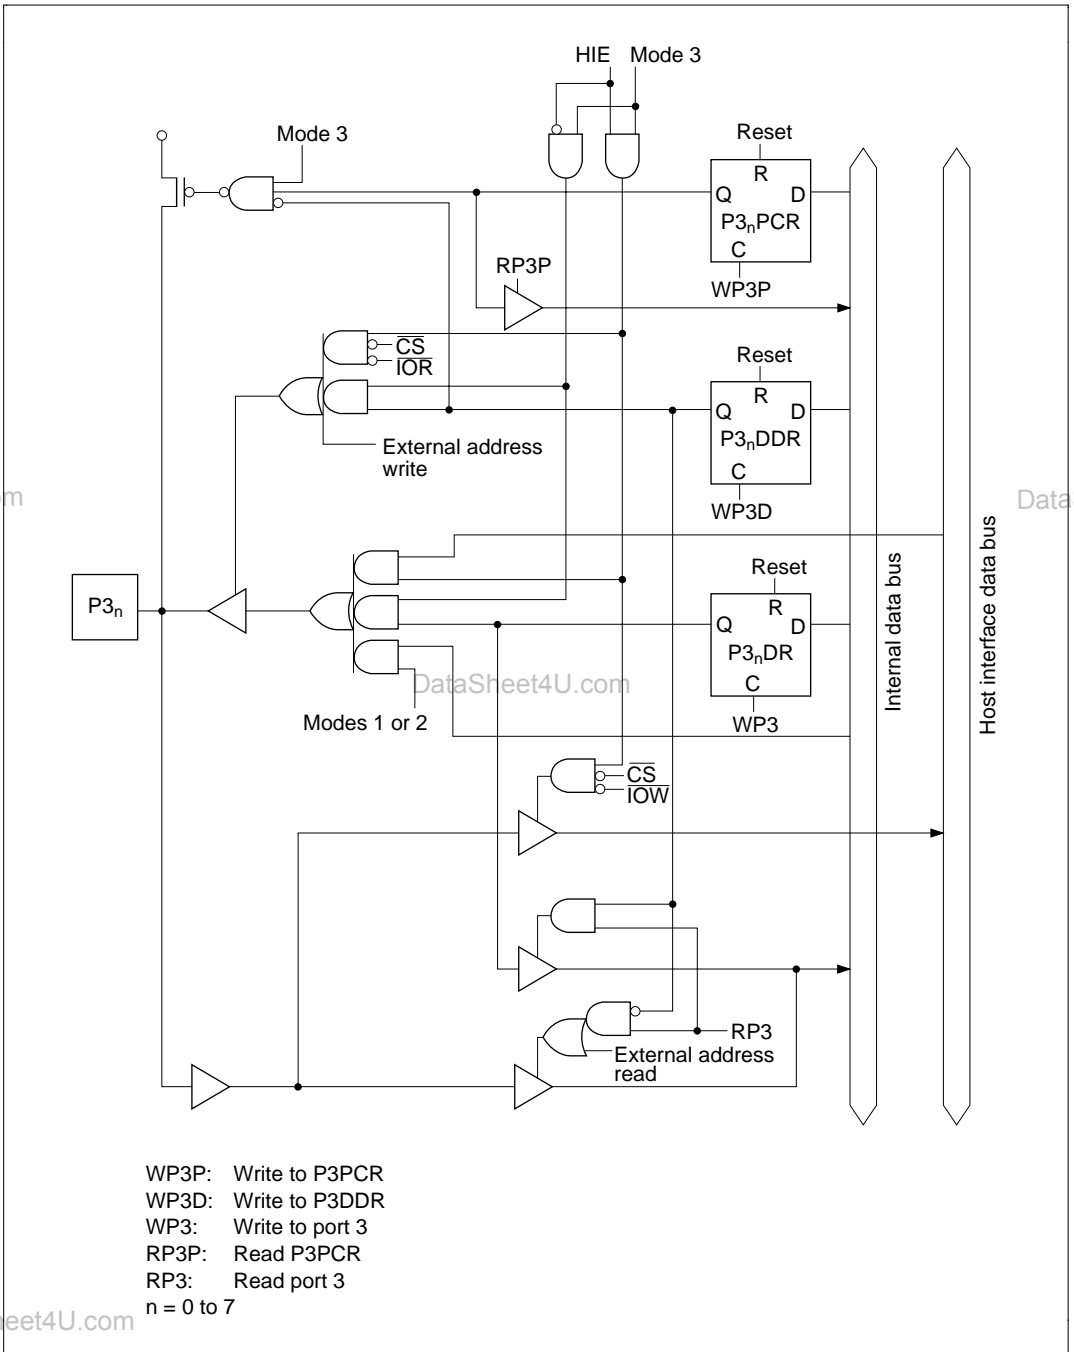 HIE Mode 3
Mode 3
Reset
R
Q D
P3nPCR
C
WP3P
RP3P
CS
IOR
Reset
R
Q D
P3nDDR
C
WP3D
External address
write
om
Data
P3n
Reset
R
Q D
P3nDR
C
WP3
Internal data bus
Host interface data bus
DataSheet4U.com
Modes 1 or 2
CS
IOW
RP3
External address
read
WP3P: Write to P3PCR
WP3D: Write to P3DDR
WP3: Write to port 3
RP3P: Read P3PCR
RP3: Read port 3
n = 0 to 7
eet4U.com